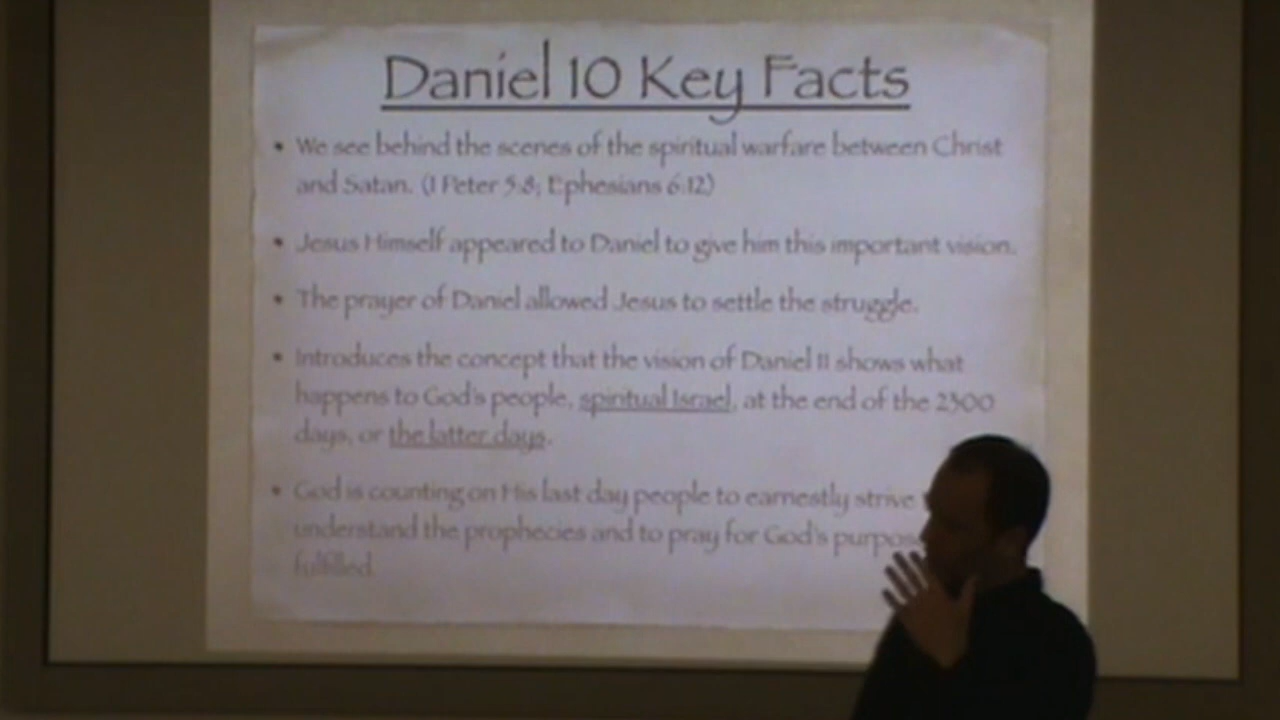 Daniel 10 Key Facts
• We see behind the scenes of the spiritual warfare between Christ
and Satan. (1 Peter 5:8; Ephesians 6:12)
• Jesus Himself appeared to Daniel to give him this important vision.
• The prayer of Daniel allowed Jesus to settle the struggle.
• Introduces the concept that the vision of Daniel 11 shows what
happens to God's people, spiritual Israel, at the end of the 2300
days, or the latter days.
• God is counting on His last day people to earnestly strive
understand the prophecies and to pray for God's
fulfilled.